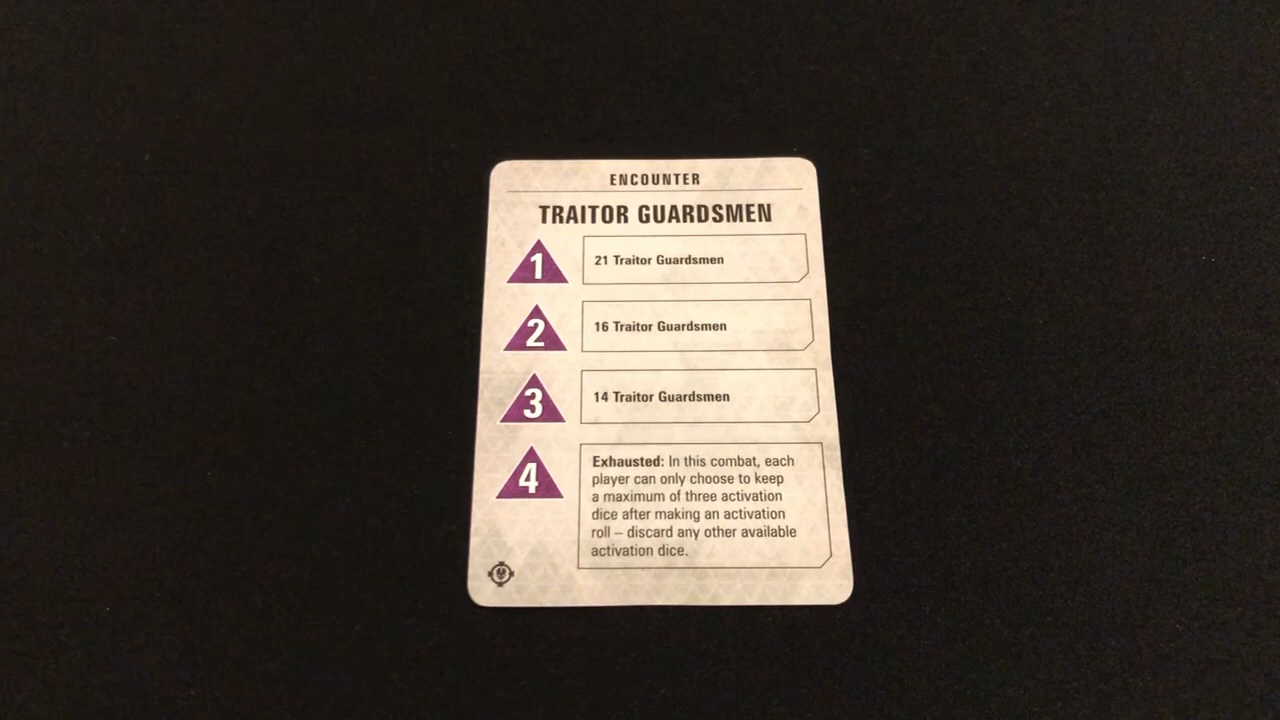 ENCOUNTER
TRAITOR GUARDSMEN
1
21 Traitor Guardsmen
2
16 Traitor Guardsmen
3
14 Traitor Guardsmen
4
Exhausted: In this combat, each
player can only choose to keep
a maximum of three activation
dice after making an activation
roll – discard any other available
activation dice.